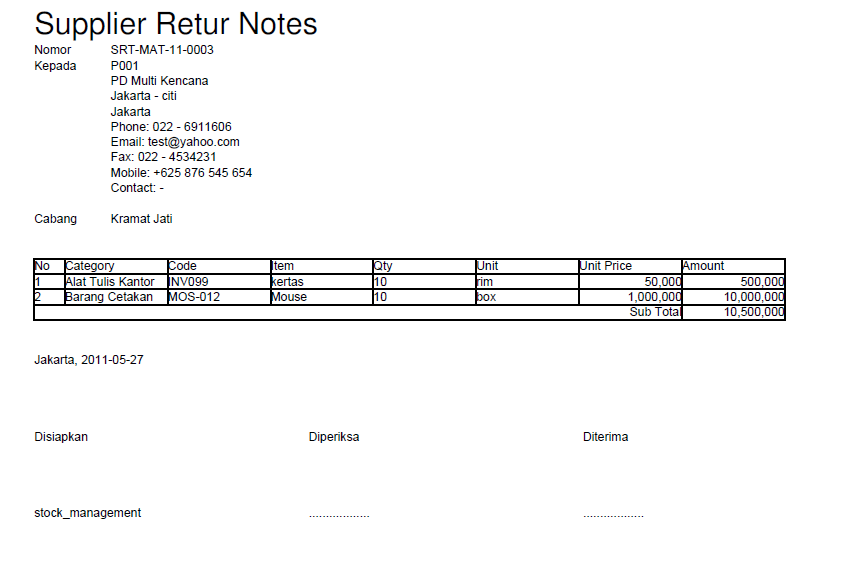 Supplier Retur Notes
Nomor SRT-MAT-11-0003
Kepada P001
PD Multi Kencana
Jakarta - citi
Jakarta
Phone: 022 - 6911606
Email: test@yahoo.com
Fax: 022 - 4534231
Mobile: +625 876 545 654
Contact: -
Cabang Kramat Jati
No Category Code Item Qty Unit Unit Price Amount
1 Alat Tulis Kantor INV099 kertas 10 rim 50,000 500,000
2 Barang Cetakan MOS-012 Mouse 10 box 1,000,000 10,000,000
Sub Total 10,500,000
Jakarta, 2011-05-27
Disiapkan Diperiksa Diterima
stock_management .................. ..................